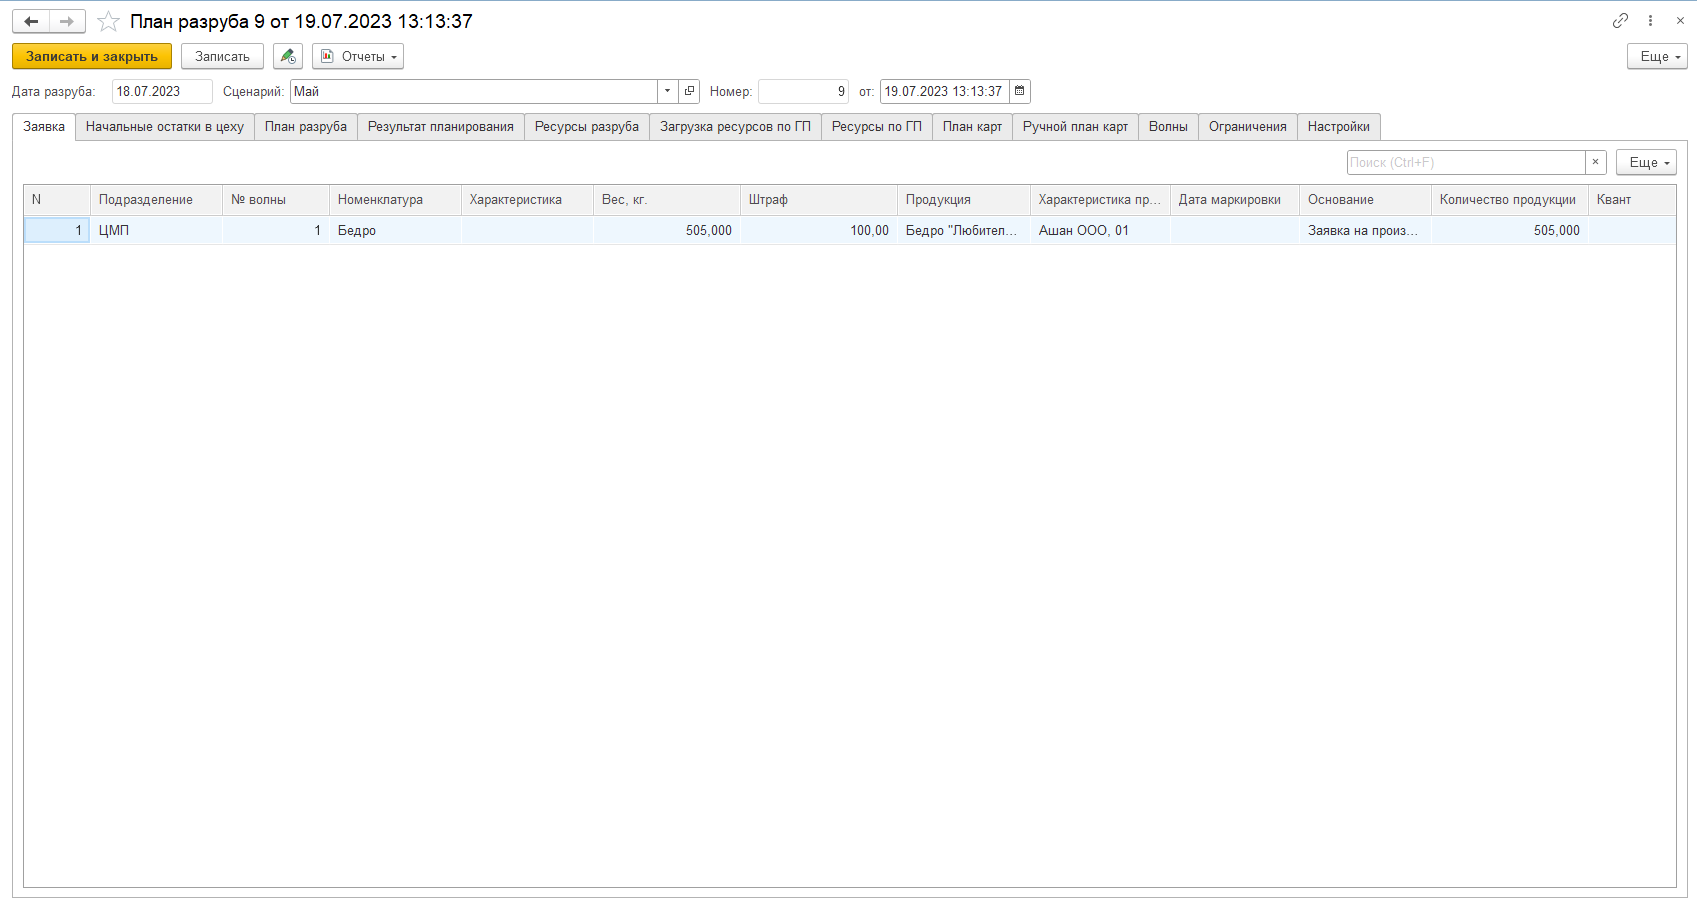 План разруба 9 от 19.07.2023 13:13:37
Записать и закрыть Записать Отчеты Еще
Дата разруба: 18.07.2023 Сценарий: Май Номер: 9 от: 19.07.2023 13:13:37
Заявка Начальные остатки в цеху План разруба Результат планирования Ресурсы разруба Загрузка ресурсов по ГП Ресурсы по ГП План карт Ручной план карт Волны Ограничения Настройки
Поиск (Ctrl+F) × Еще
N Подразделение № волны Номенклатура Характеристика Вес, кг. Штраф Продукция Характеристика пр... Дата маркировки Основание Количество продукции Квант
1 ЦМП 1 Бедро 505,000 100,00 Бедро "Любител... Ашан ООО, 01 Заявка на произ... 505,000